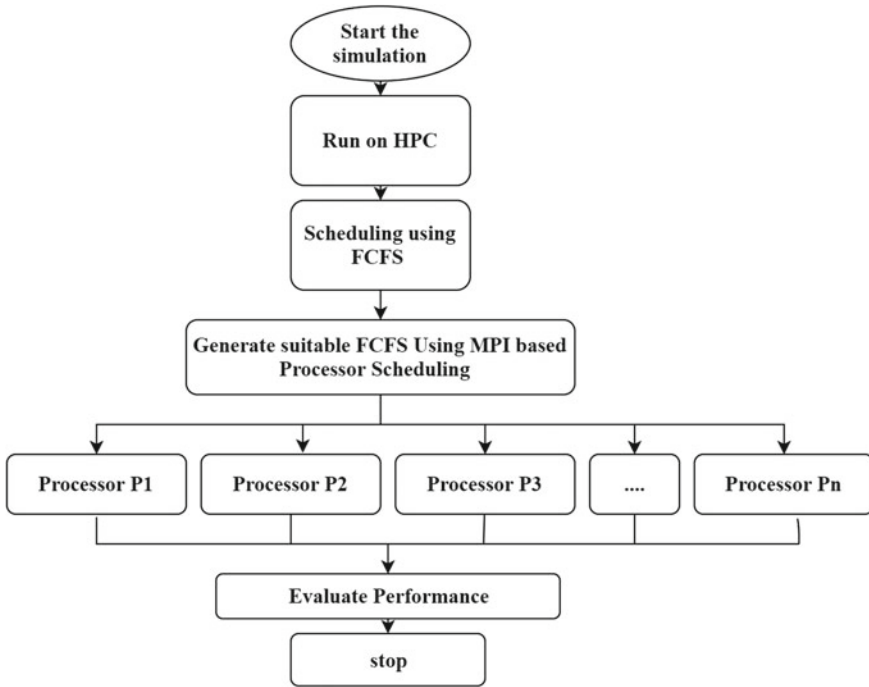 Start the
simulation
Run on HPC
Scheduling using
FCFS
Generate suitable FCFS Using MPI based
Processor Scheduling
Processor P1
Processor P2
Processor P3
....
Processor Pn
Evaluate Performance
stop